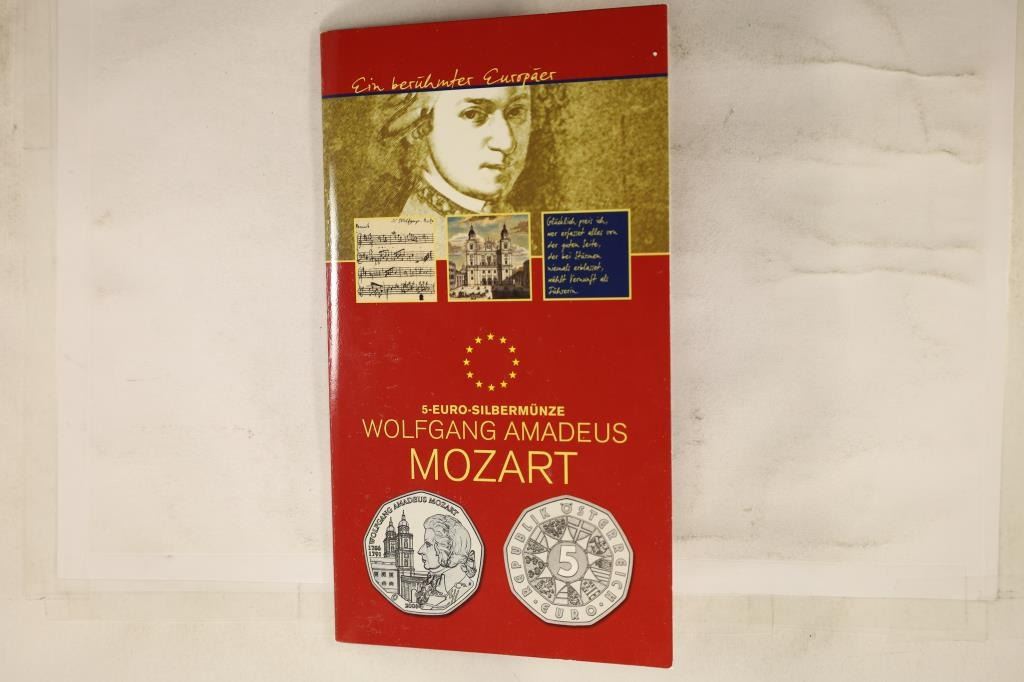 Ein berühmter Europäer
Glücklich preis ich,
wer erfasset alles von
der guten Seite,
der bei Stürmen
niemals erblasset,
wählt Vernunft als
Führerin.
5-EURO-SILBERMÜNZE
WOLFGANG AMADEUS
MOZART
WOLFGANG AMADEUS MOZART
1756
1791
2006
REPUBLIK ÖSTERREICH
5
EURO